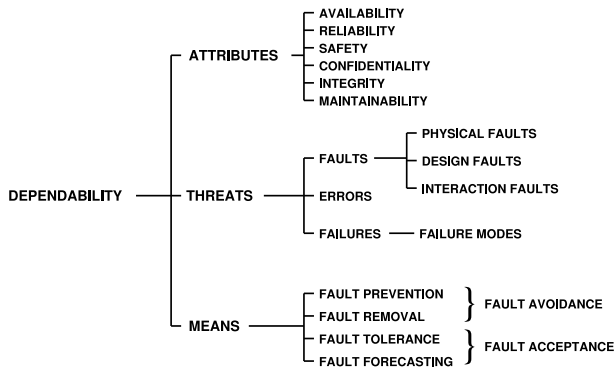 DEPENDABILITY
ATTRIBUTES
AVAILABILITY
RELIABILITY
SAFETY
CONFIDENTIALITY
INTEGRITY
MAINTAINABILITY
THREATS
FAULTS
PHYSICAL FAULTS
DESIGN FAULTS
INTERACTION FAULTS
ERRORS
FAILURES
FAILURE MODES
MEANS
FAULT PREVENTION
FAULT REMOVAL
FAULT AVOIDANCE
FAULT TOLERANCE
FAULT FORECASTING
FAULT ACCEPTANCE